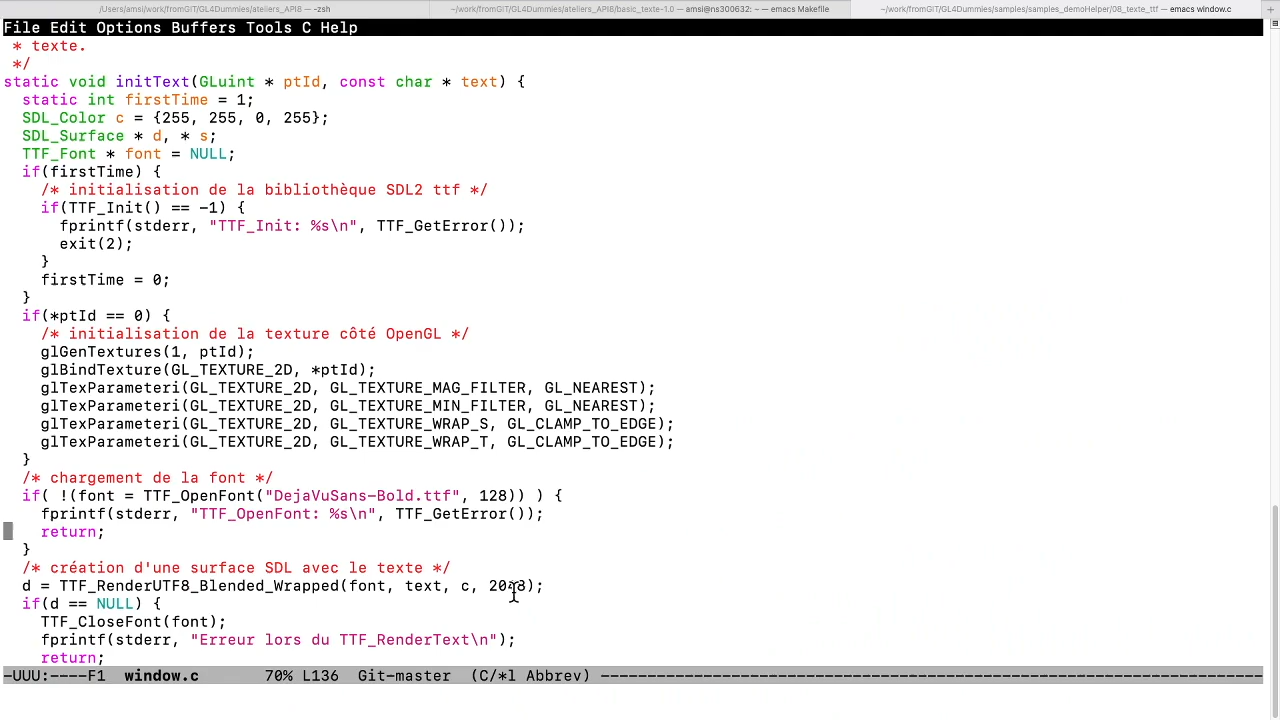 /Users/amsi/work/fromGIT/GL4Dummies/ateliers_API8 — -zsh
~/work/fromGIT/GL4Dummies/ateliers_API8/basic_texte-1.0 — amsi@ns300632: ~ — emacs Makefile
~/work/fromGIT/GL4Dummies/samples/samples_demoHelper/08_texte_ttf — emacs window.c
File Edit Options Buffers Tools C Help
 * texte.
 */
static void initText(GLuint * ptId, const char * text) {
  static int firstTime = 1;
  SDL_Color c = {255, 255, 0, 255};
  SDL_Surface * d, * s;
  TTF_Font * font = NULL;
  if(firstTime) {
    /* initialisation de la bibliothèque SDL2 ttf */
    if(TTF_Init() == -1) {
      fprintf(stderr, "TTF_Init: %s\n", TTF_GetError());
      exit(2);
    }
    firstTime = 0;
  }
  if(*ptId == 0) {
    /* initialisation de la texture côté OpenGL */
    glGenTextures(1, ptId);
    glBindTexture(GL_TEXTURE_2D, *ptId);
    glTexParameteri(GL_TEXTURE_2D, GL_TEXTURE_MAG_FILTER, GL_NEAREST);
    glTexParameteri(GL_TEXTURE_2D, GL_TEXTURE_MIN_FILTER, GL_NEAREST);
    glTexParameteri(GL_TEXTURE_2D, GL_TEXTURE_WRAP_S, GL_CLAMP_TO_EDGE);
    glTexParameteri(GL_TEXTURE_2D, GL_TEXTURE_WRAP_T, GL_CLAMP_TO_EDGE);
  }
  /* chargement de la font */
  if( !(font = TTF_OpenFont("DejaVuSans-Bold.ttf", 128)) ) {
    fprintf(stderr, "TTF_OpenFont: %s\n", TTF_GetError());
    return;
  }
  /* création d'une surface SDL avec le texte */
  d = TTF_RenderUTF8_Blended_Wrapped(font, text, c, 2048);
  if(d == NULL) {
    TTF_CloseFont(font);
    fprintf(stderr, "Erreur lors du TTF_RenderText\n");
    return;
-UUU:----F1  window.c       70% L136  Git-master  (C/*l Abbrev) -----------------------------------------------------------------------